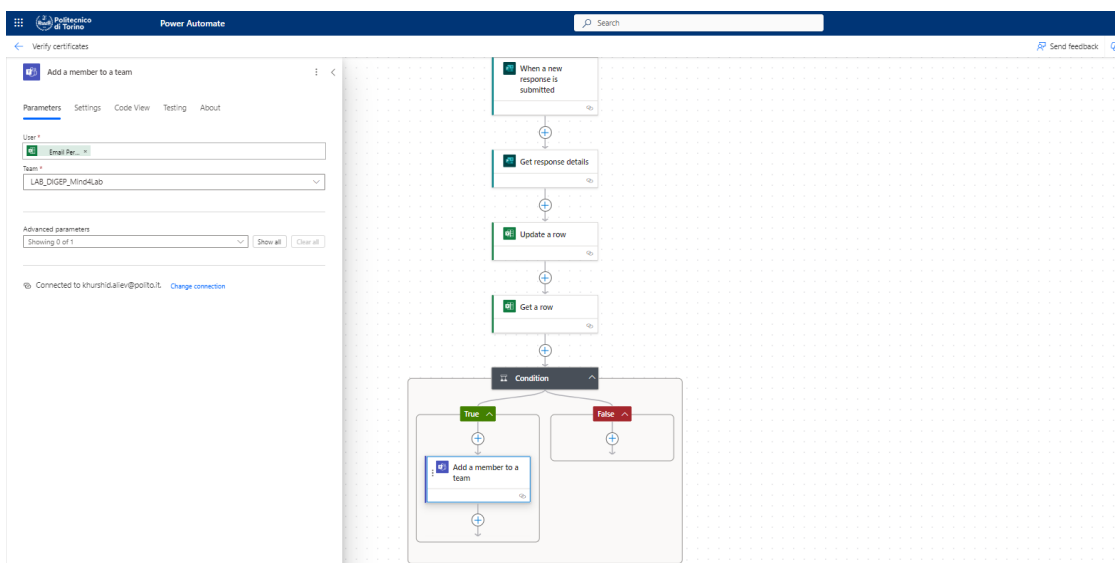 Politecnico
di Torino
Power Automate
Search
Verify certificates
Send feedback
Add a member to a team
Parameters Settings Code View Testing About
User *
Email Per... ×
Team *
LAB_DIGEP_Mind4Lab
Advanced parameters
Showing 0 of 1
Show all
Clear all
Connected to khurshid.aliev@polito.it. Change connection
When a new
response is
submitted
Get response details
Update a row
Get a row
Condition
True
False
Add a member to a
team